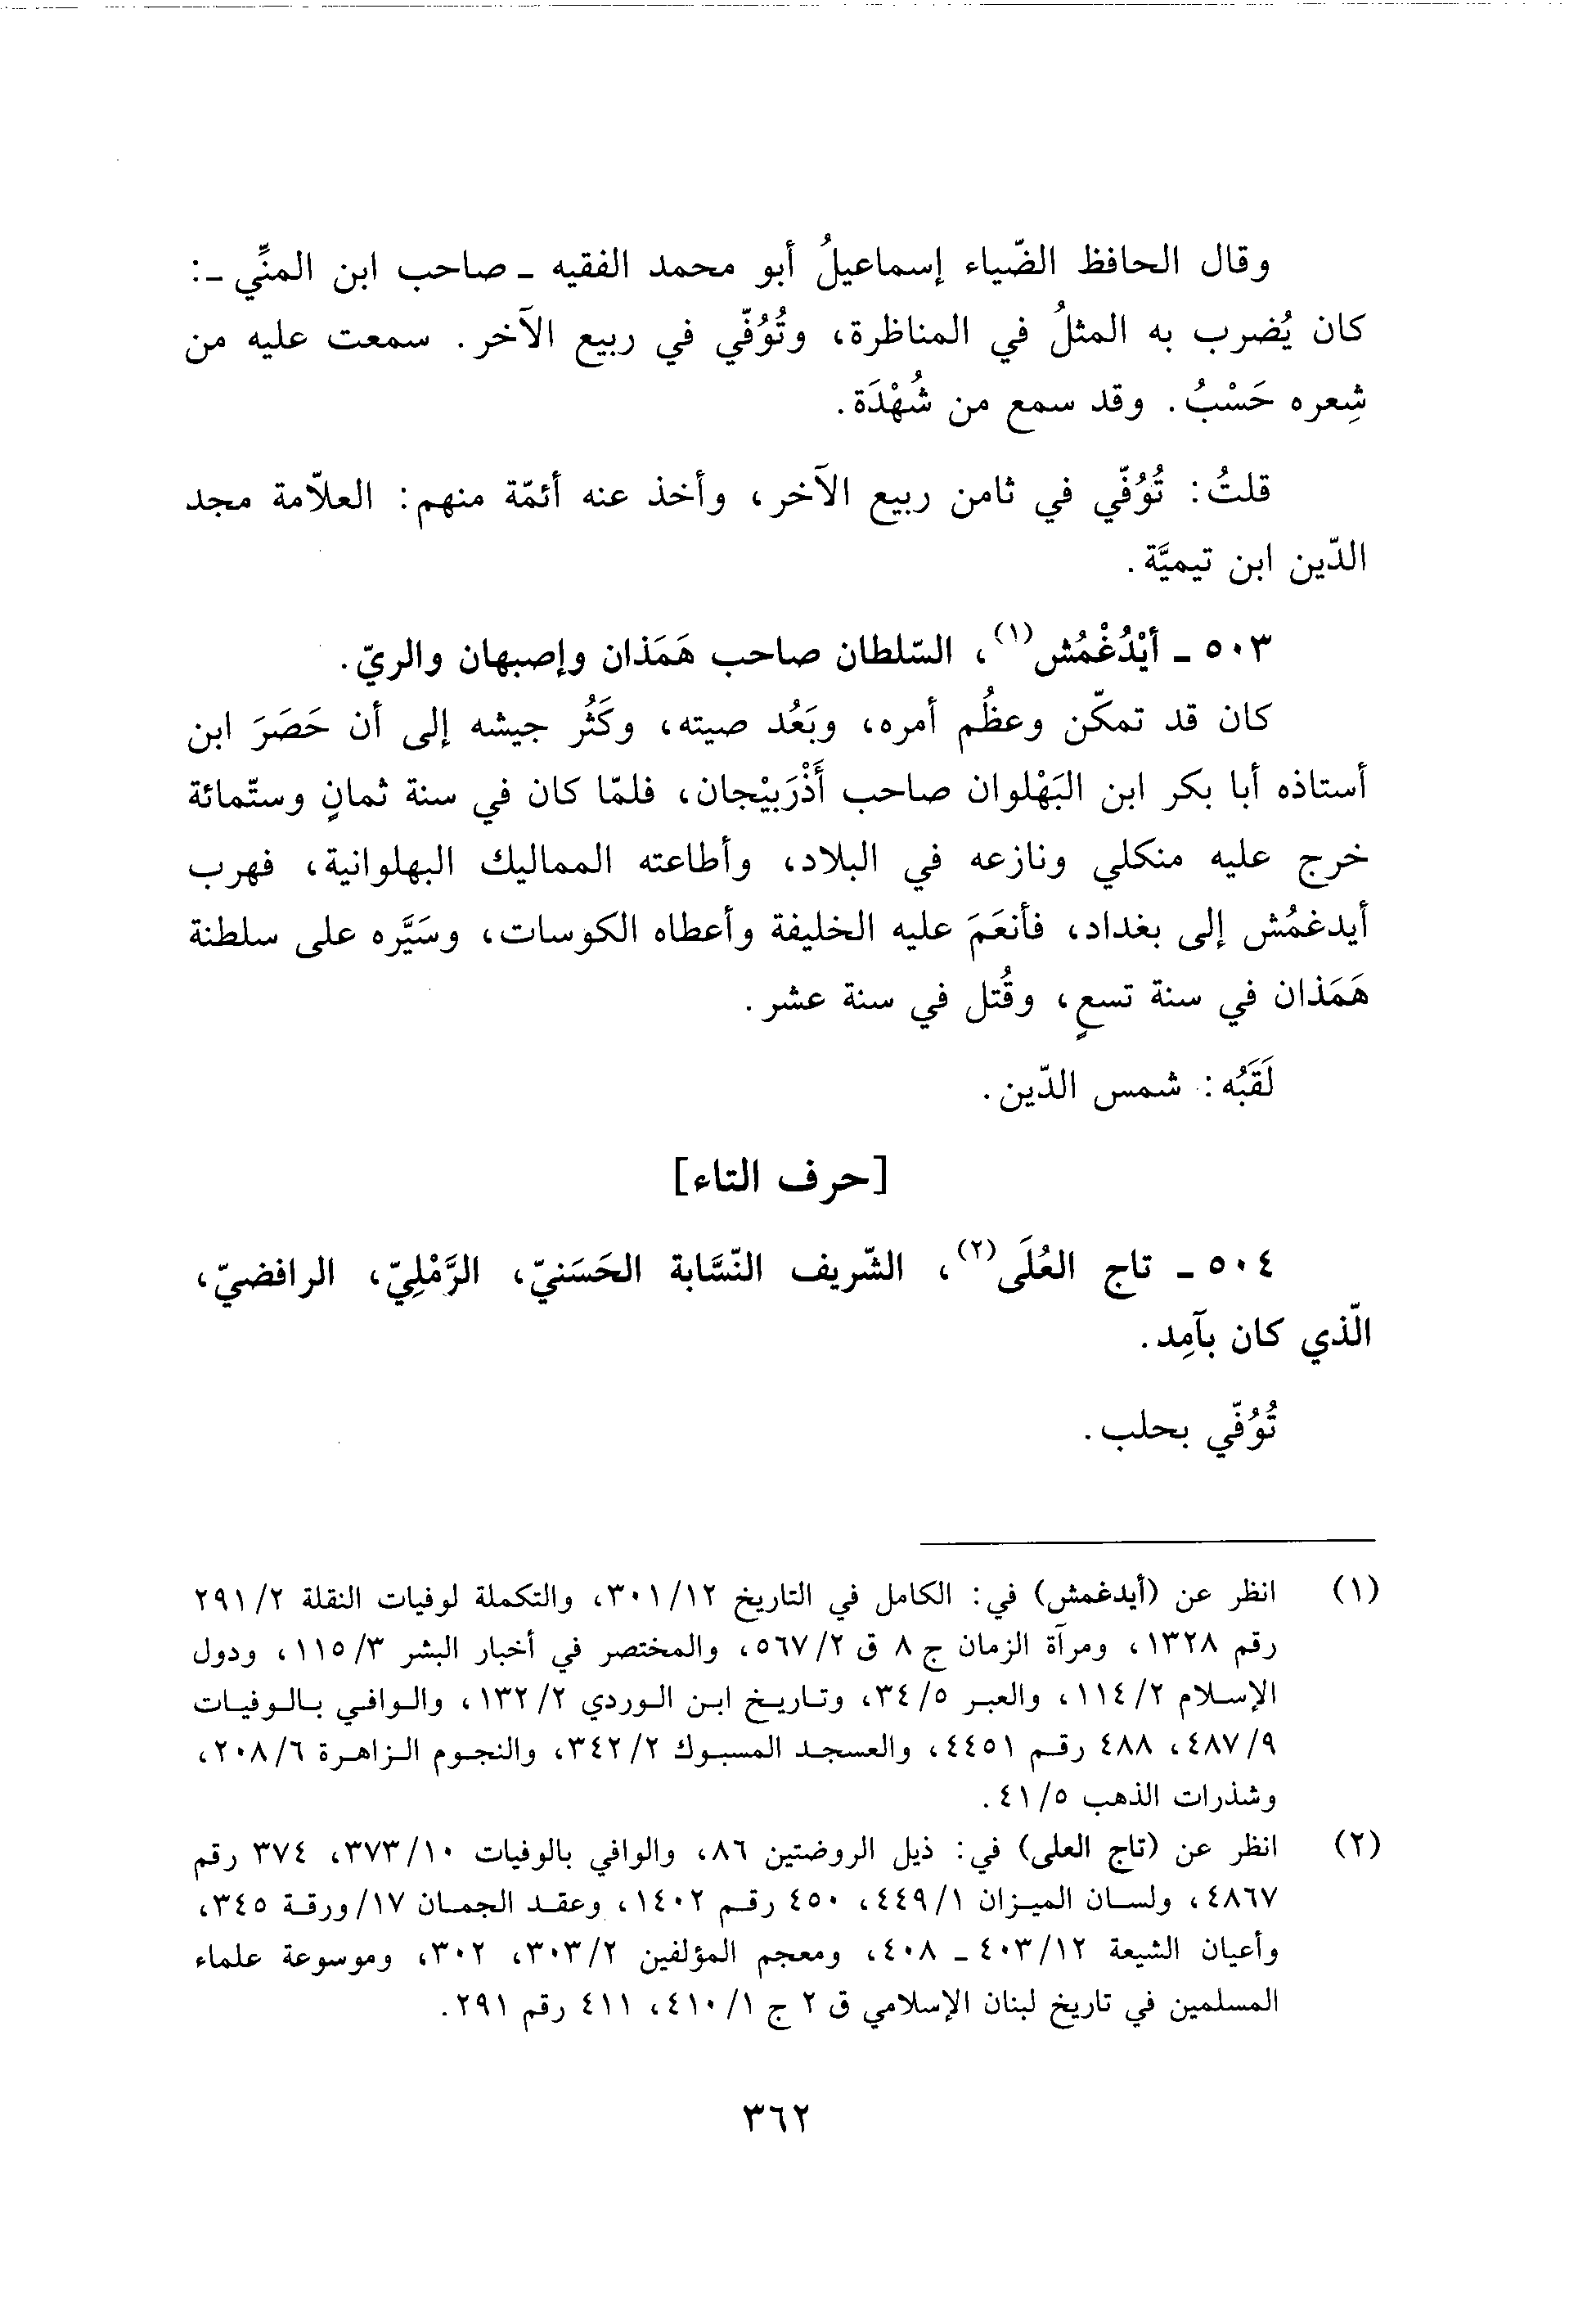 وقال الحافظ الضّياء إسماعيلُ أبو محمد الفقيه ـ صاحب ابن المنِّي ـ:
كان يُضرب به المثلُ في المناظرة، وتُوُفّي في ربيع الآخر. سمعت عليه من
شِعره حَسْبُ. وقد سمع من شُهْدَة.
قلتُ: تُوُفّي في ثامن ربيع الآخر، وأخذ عنه أئمّة منهم: العلاّمة مجد
الدّين ابن تيميَّة.
٥٠٣ ـ أيْدُغْمُش(١)، السّلطان صاحب هَمَذان وإصبهان والريّ.
كان قد تمكّن وعظُم أمره، وبَعُد صيته، وكَثُر جيشه إلى أن حَصَرَ ابن
أستاذه أبا بكر ابن البَهْلوان صاحب أَذْرَبيْجان، فلمّا كان في سنة ثمانٍ وستّمائة
خرج عليه منكلي ونازعه في البلاد، وأطاعته المماليك البهلوانية، فهرب
أيدغمُش إلى بغداد، فأنعَمَ عليه الخليفة وأعطاه الكوسات، وسَيَّره على سلطنة
هَمَذان في سنة تسعٍ، وقُتل في سنة عشر.
لَقَبُه: شمس الدّين.
[حرف التاء]
٥٠٤ ـ تاج العُلَى(٢)، الشّريف النّسَّابة الحَسَنيّ، الرَّمْلِيّ، الرافضيّ،
الّذي كان بآمِد.
تُوُفّي بحلب.
(١) انظر عن (أيدغمش) في: الكامل في التاريخ ٣٠١/١٢، والتكملة لوفيات النقلة ٢٩١/٢
رقم ١٣٢٨، ومرآة الزمان ج ٨ ق ٥٦٧/٢، والمختصر في أخبار البشر ١١٥/٣، ودول
الإسلام ١١٤/٢، والعبر ٣٤/٥، وتاريخ ابن الوردي ١٣٢/٢، والوافي بالوفيات
٤٨٧/٩، ٤٨٨ رقم ٤٤٥١، والعسجد المسبوك ٣٤٢/٢، والنجوم الزاهرة ٢٠٨/٦،
وشذرات الذهب ٤١/٥.
(٢) انظر عن (تاج العلى) في: ذيل الروضتين ٨٦، والوافي بالوفيات ٣٧٣/١٠، ٣٧٤ رقم
٤٨٦٧، ولسان الميزان ٤٤٩/١، ٤٥٠ رقم ١٤٠٢، وعقد الجمان ١٧/ورقة ٣٤٥،
وأعيان الشيعة ٤٠٣/١٢ ـ ٤٠٨، ومعجم المؤلفين ٣٠٣/٢، ٣٠٢، وموسوعة علماء
المسلمين في تاريخ لبنان الإسلامي ق ٢ ج ٤١٠/١، ٤١١ رقم ٢٩١.
٣٦٢